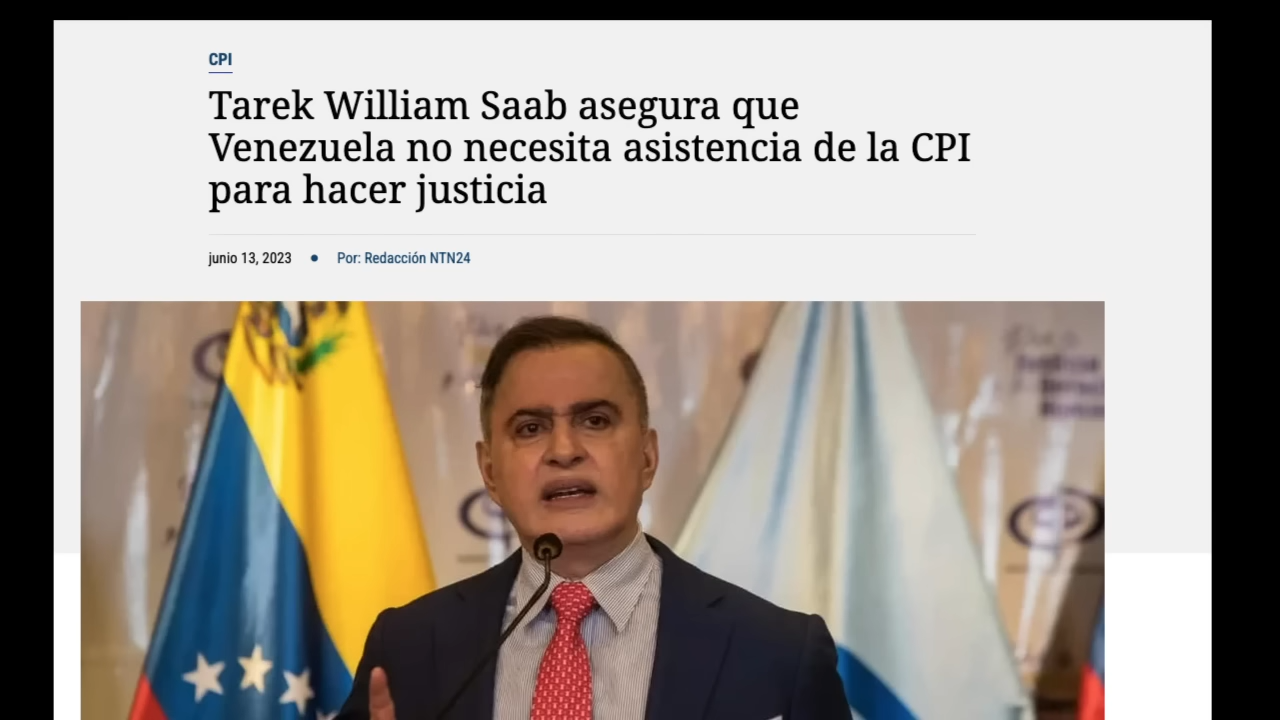 CPI
Tarek William Saab asegura que
Venezuela no necesita asistencia de la CPI
para hacer justicia
junio 13, 2023 • Por: Redacción NTN24